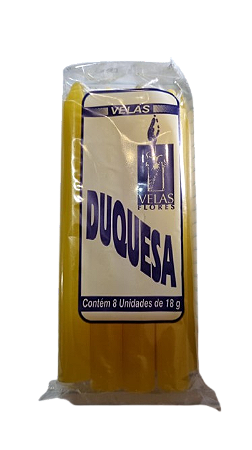 VELAS
VELAS
FLORES
DUQUESA
Contém 8 Unidades de 18 g